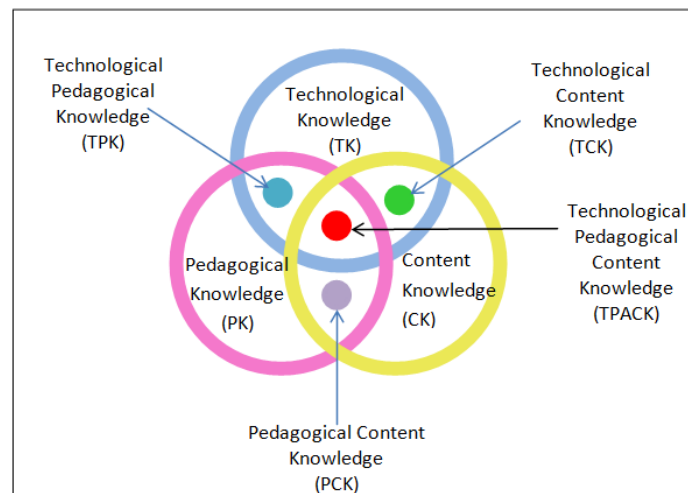 Technological
Pedagogical
Knowledge
(TPK)
Technological
Knowledge
(TK)
Technological
Content
Knowledge
(TCK)
Technological
Pedagogical
Content
Knowledge
(TPACK)
Pedagogical
Knowledge
(PK)
Content
Knowledge
(CK)
Pedagogical Content
Knowledge
(PCK)